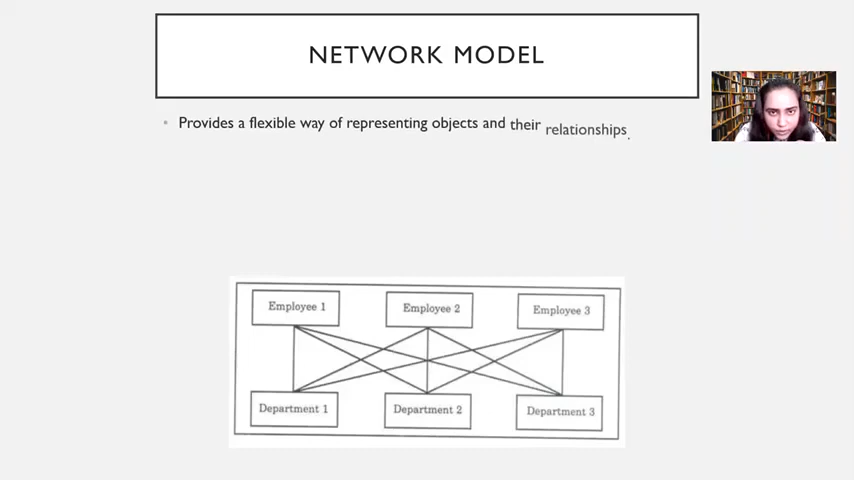 NETWORK MODEL
• Provides a flexible way of representing objects and their relationships.
Employee 1 Employee 2 Employee 3
Department 1 Department 2 Department 3